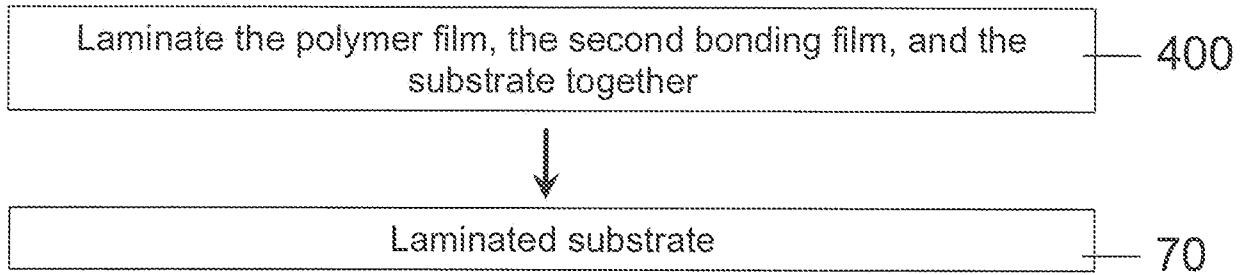 Laminate the polymer film, the second bonding film, and the
substrate together
400
Laminated substrate
70